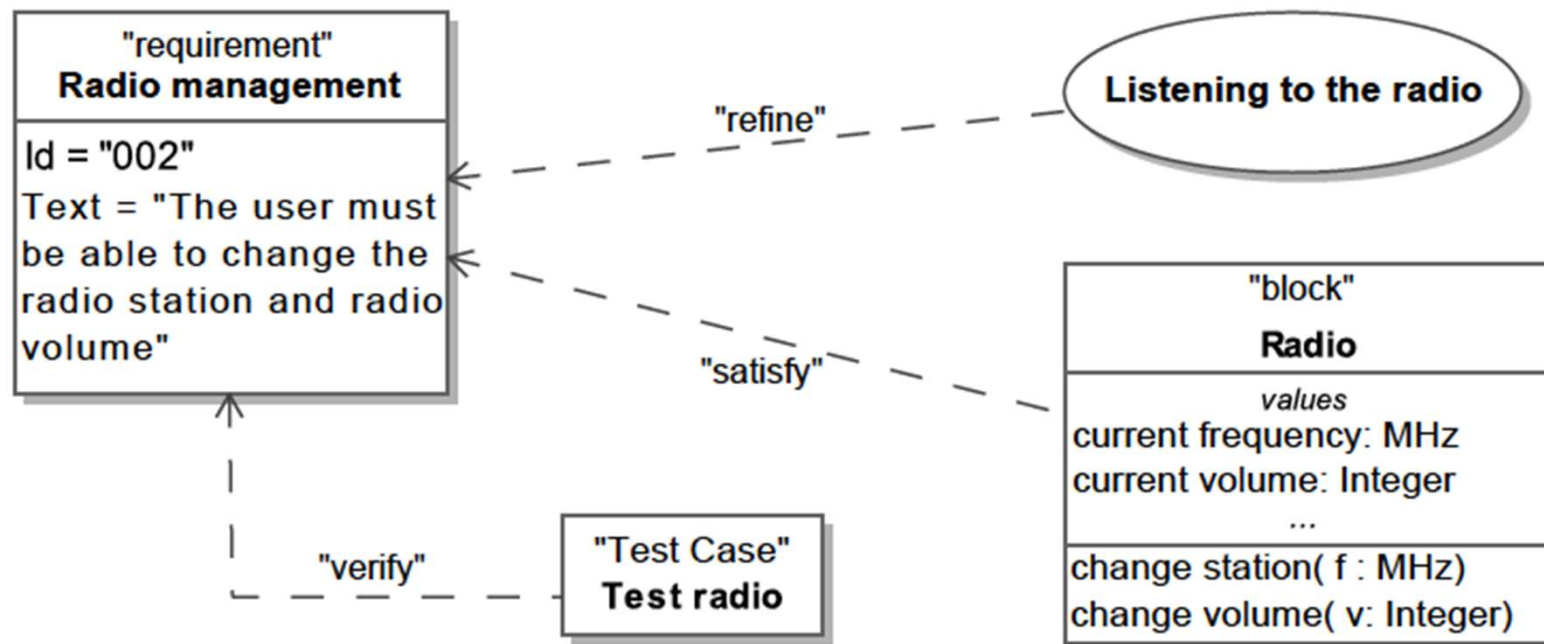 "requirement"
Radio management
Id = "002"
Text = "The user must
be able to change the
radio station and radio
volume"
"refine"
Listening to the radio
"satisfy"
"block"
Radio
values
current frequency: MHz
current volume: Integer
...
change station( f : MHz)
change volume( v: Integer)
"verify"
"Test Case"
Test radio